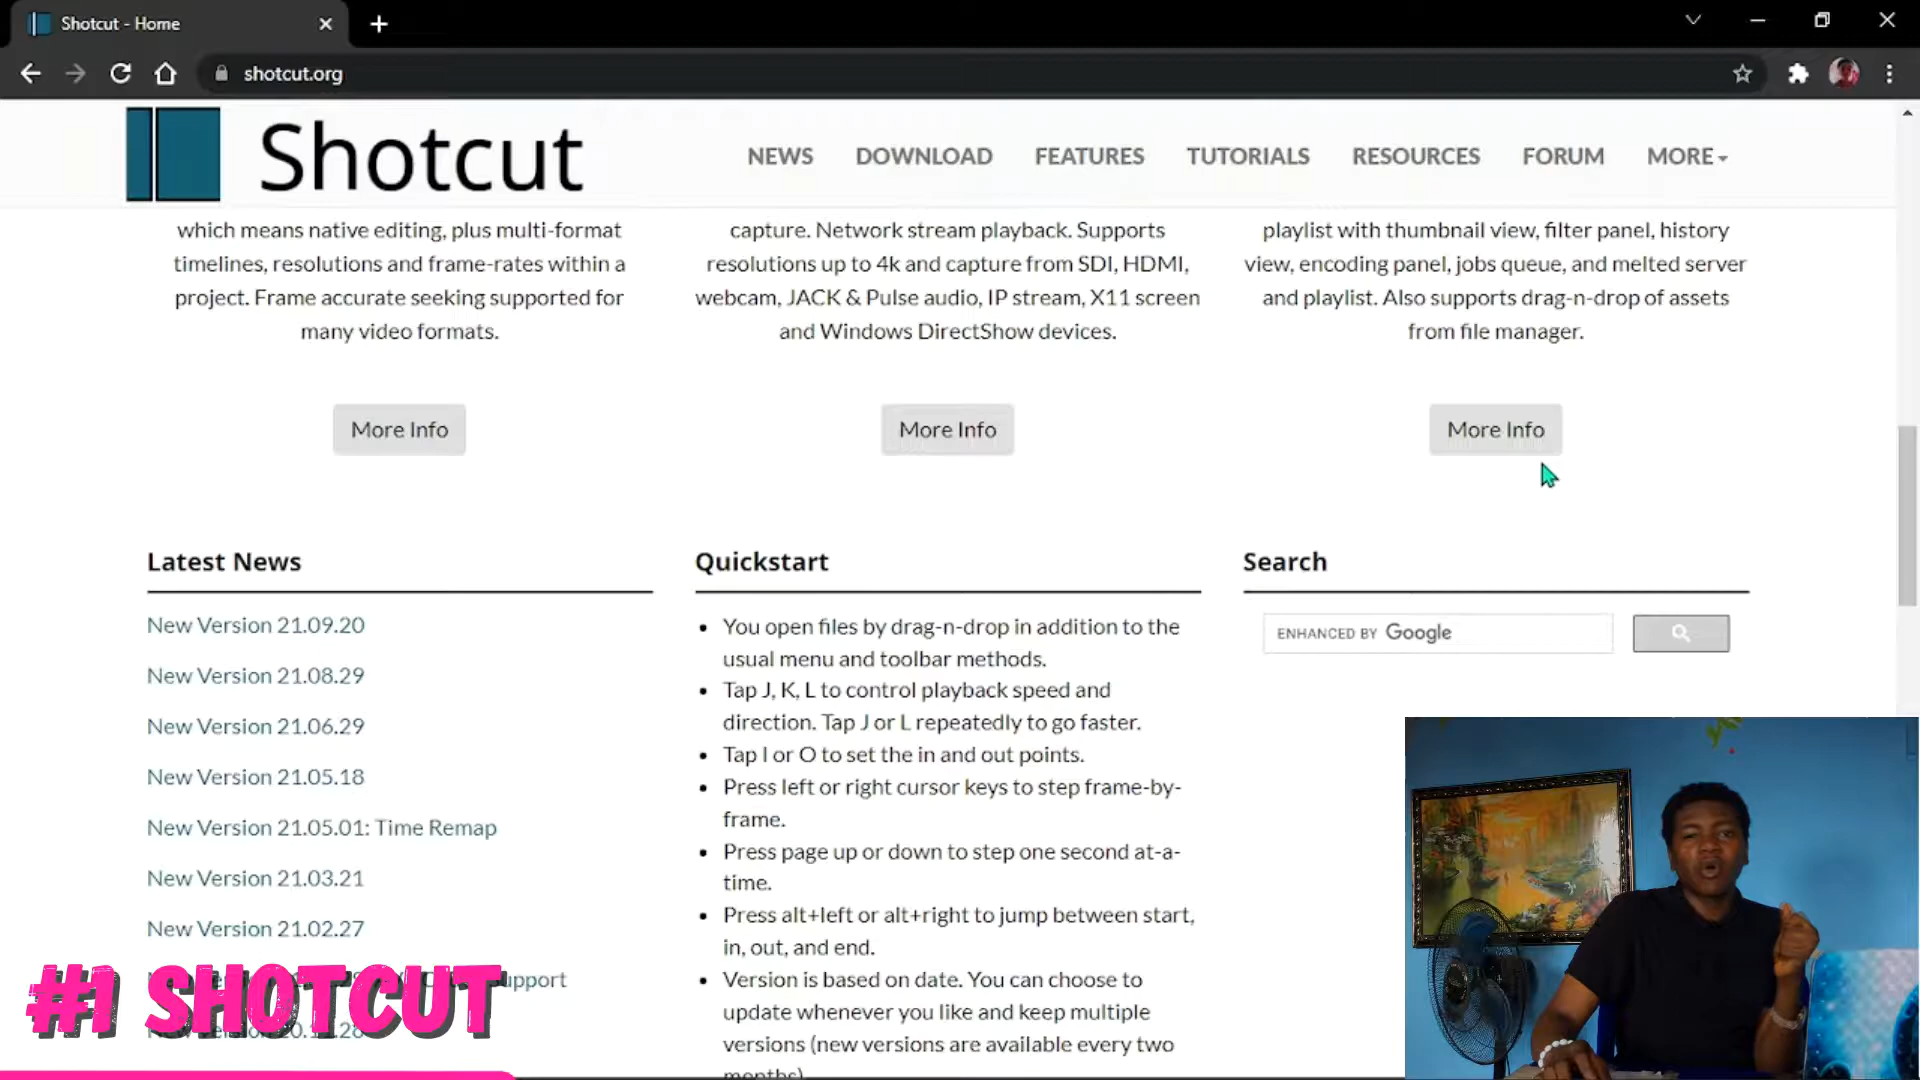 Shotcut - Home
shotcut.org
Shotcut
NEWS
DOWNLOAD
FEATURES
TUTORIALS
RESOURCES
FORUM
MORE
which means native editing, plus multi-format
timelines, resolutions and frame-rates within a
project. Frame accurate seeking supported for
many video formats.
More Info
capture. Network stream playback. Supports
resolutions up to 4k and capture from SDI, HDMI,
webcam, JACK & Pulse audio, IP stream, X11 screen
and Windows DirectShow devices.
More Info
playlist with thumbnail view, filter panel, history
view, encoding panel, jobs queue, and melted server
and playlist. Also supports drag-n-drop of assets
from file manager.
More Info
Latest News
New Version 21.09.20
New Version 21.08.29
New Version 21.06.29
New Version 21.05.18
New Version 21.05.01: Time Remap
New Version 21.03.21
New Version 21.02.27
#1 SHOTCUT
Quickstart
You open files by drag-n-drop in addition to the
usual menu and toolbar methods.
Tap J, K, L to control playback speed and
direction. Tap J or L repeatedly to go faster.
Tap I or O to set the in and out points.
Press left or right cursor keys to step frame-by-
frame.
Press page up or down to step one second at-a-
time.
Press alt+left or alt+right to jump between start,
in, out, and end.
Version is based on date. You can choose to
update whenever you like and keep multiple
versions (new versions are available every two
months)
Search
ENHANCED BY Google